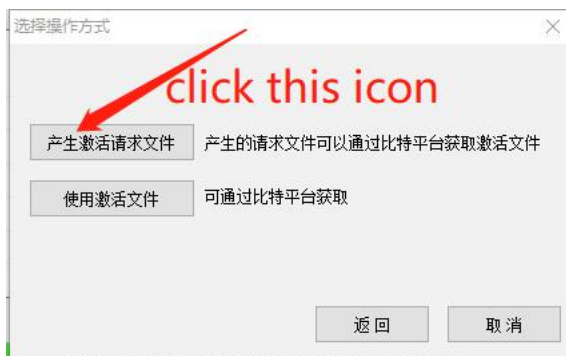 选择操作方式
click this icon
产生激活请求文件 产生的请求文件可以通过比特平台获取激活文件
使用激活文件 可通过比特平台获取
返回 取消